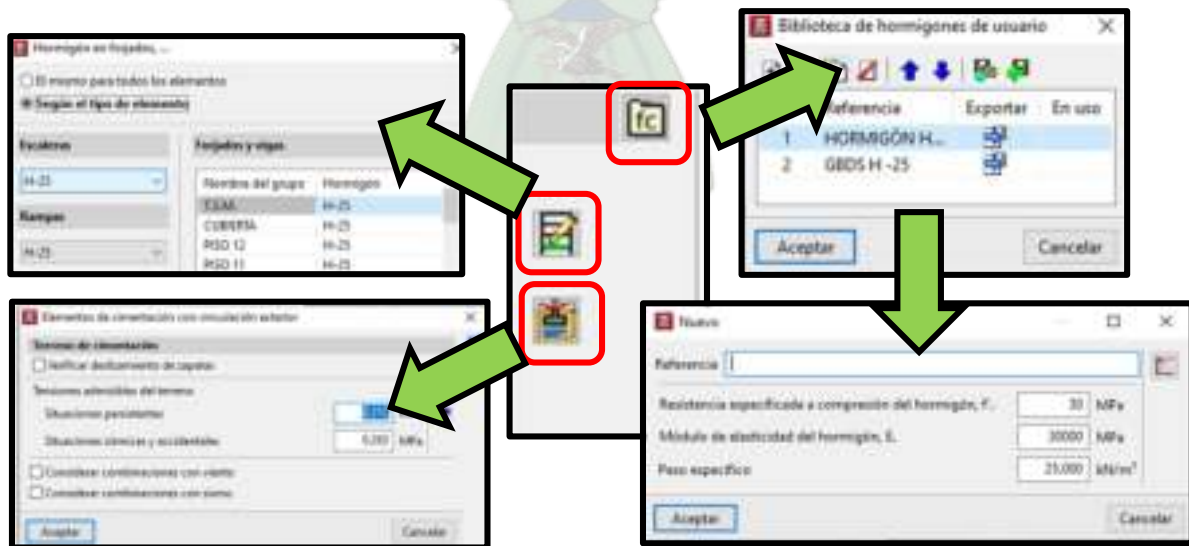 Hormigón en forjados, ...
El mismo para todos los elementos
Según el tipo de elemento
Escaleras
H-25
Rampas
H-25
Forjados y vigas
Nombre del grupo Hormigón
H-25
CUBIERTA H-25
PISO 12 H-25
PISO 11 H-25
fc
Biblioteca de hormigones de usuario
Referencia Exportar En uso
1 HORMIGÓN H...
2 GBDS H -25
Aceptar Cancelar
Elementos de cimentación con vinculación exterior
Terreno de cimentación
Verificar deslizamiento de zapatas
Tensiones admisibles del terreno
Situaciones persistentes
Situaciones sísmicas y accidentales MPa
Considerar combinaciones con viento
Considerar combinaciones con sismo
Aceptar Cancelar
Nuevo
Referencia
Resistencia especificada a compresión del hormigón, f'c 30 MPa
Módulo de elasticidad del hormigón, E 30000 MPa
Peso específico 25.000 kN/m³
Aceptar Cancelar